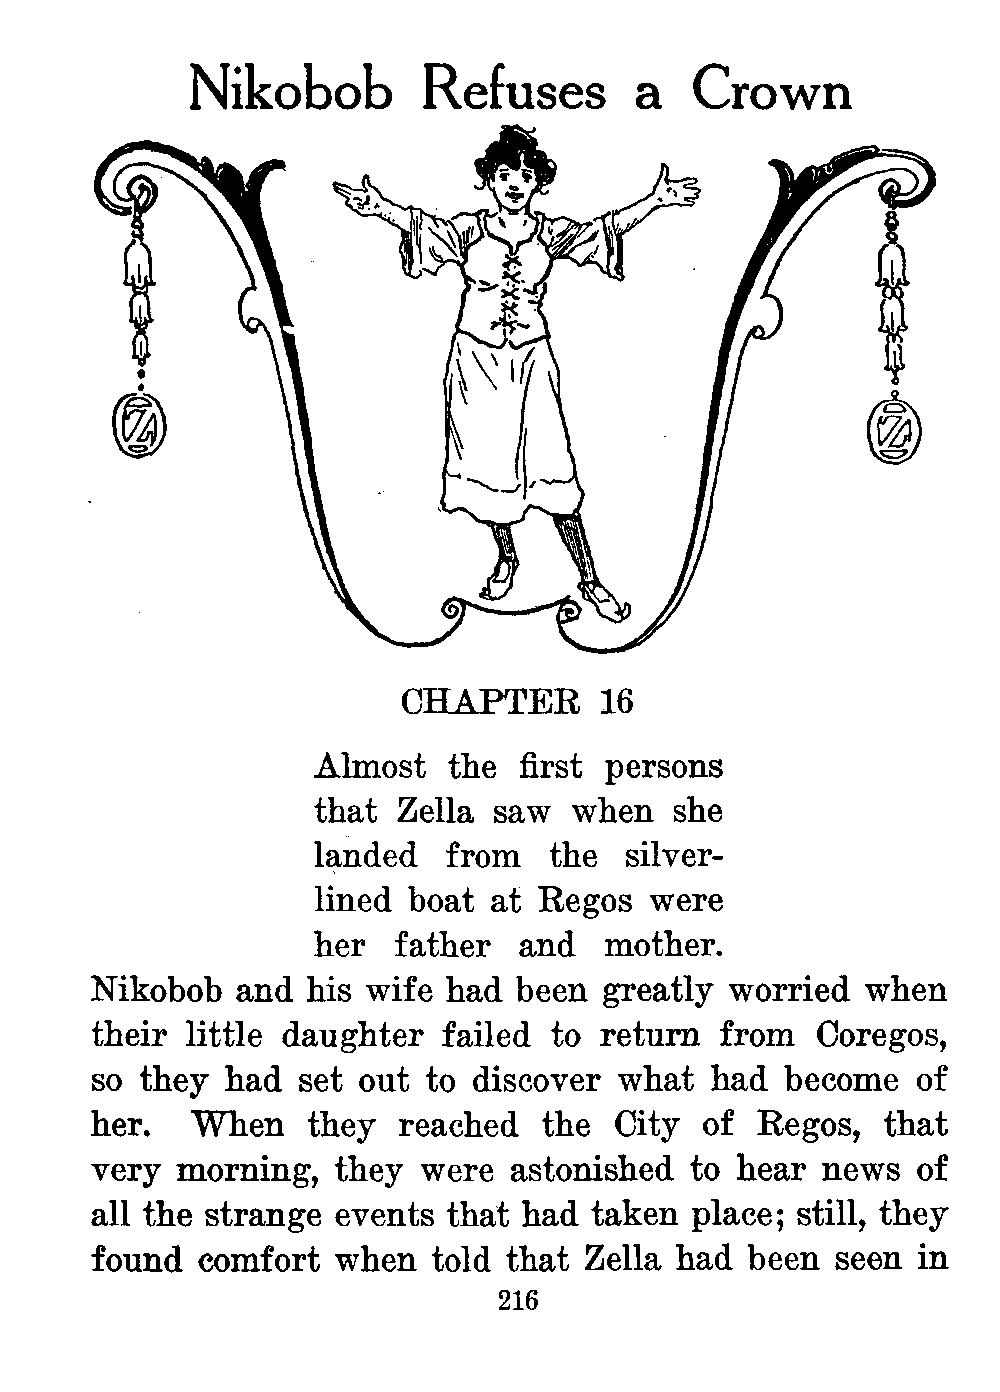 Nikobob Refuses a Crown
Z Z
CHAPTER 16
Almost the first persons
that Zella saw when she
landed from the silver-
lined boat at Regos were
her father and mother.
Nikobob and his wife had been greatly worried when
their little daughter failed to return from Coregos,
so they had set out to discover what had become of
her. When they reached the City of Regos, that
very morning, they were astonished to hear news of
all the strange events that had taken place; still, they
found comfort when told that Zella had been seen in
216